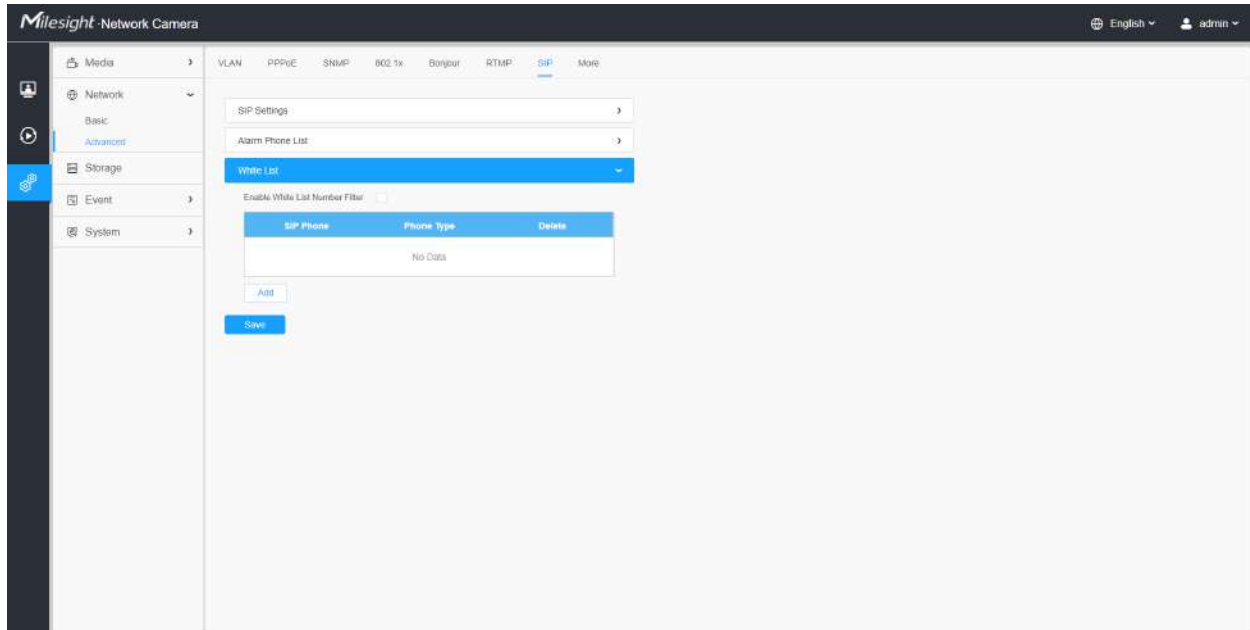 Milesight·Network Camera
English
admin
Media
Network
Basic
Advanced
Storage
Event
System
VLAN PPPoE SNMP 802.1x Bonjour RTMP SIP More
SIP Settings
Alarm Phone List
White List
Enable White List Number Filter
SIP Phone Phone Type Delete
No Data
Add
Save